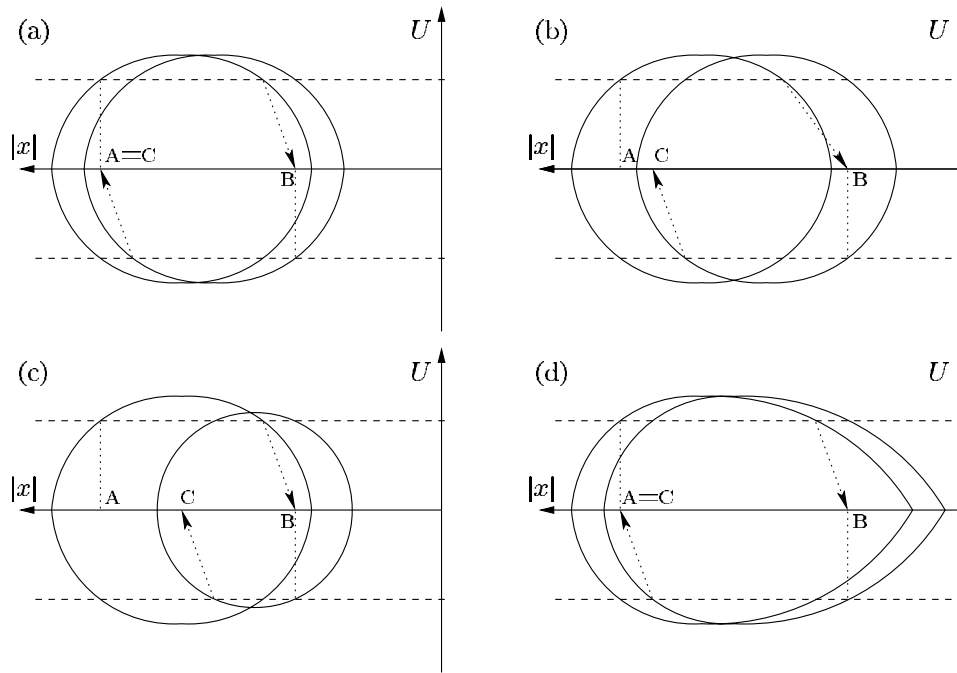 (a) U
|x| A=C B
(b) U
|x| A C B
(c) U
|x| A C B
(d) U
|x| A=C B